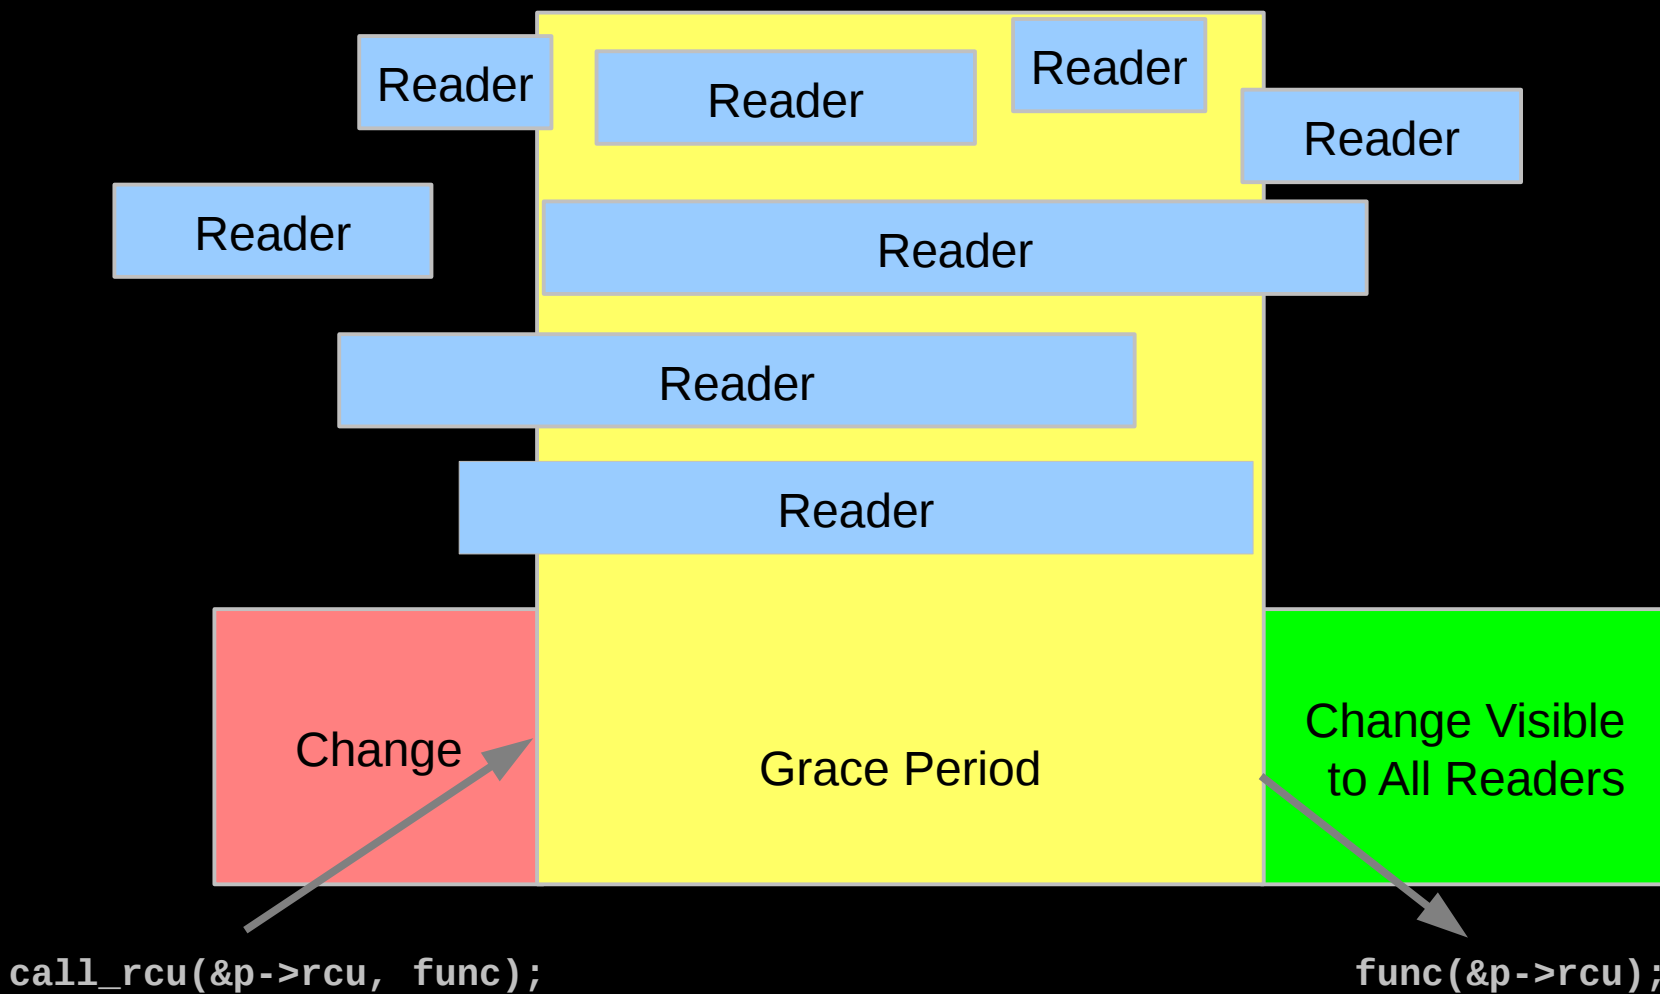 Reader
Reader
Reader
Reader
Reader
Reader
Reader
Reader
Change
Grace Period
Change Visible
to All Readers
call_rcu(&p->rcu, func);
func(&p->rcu);